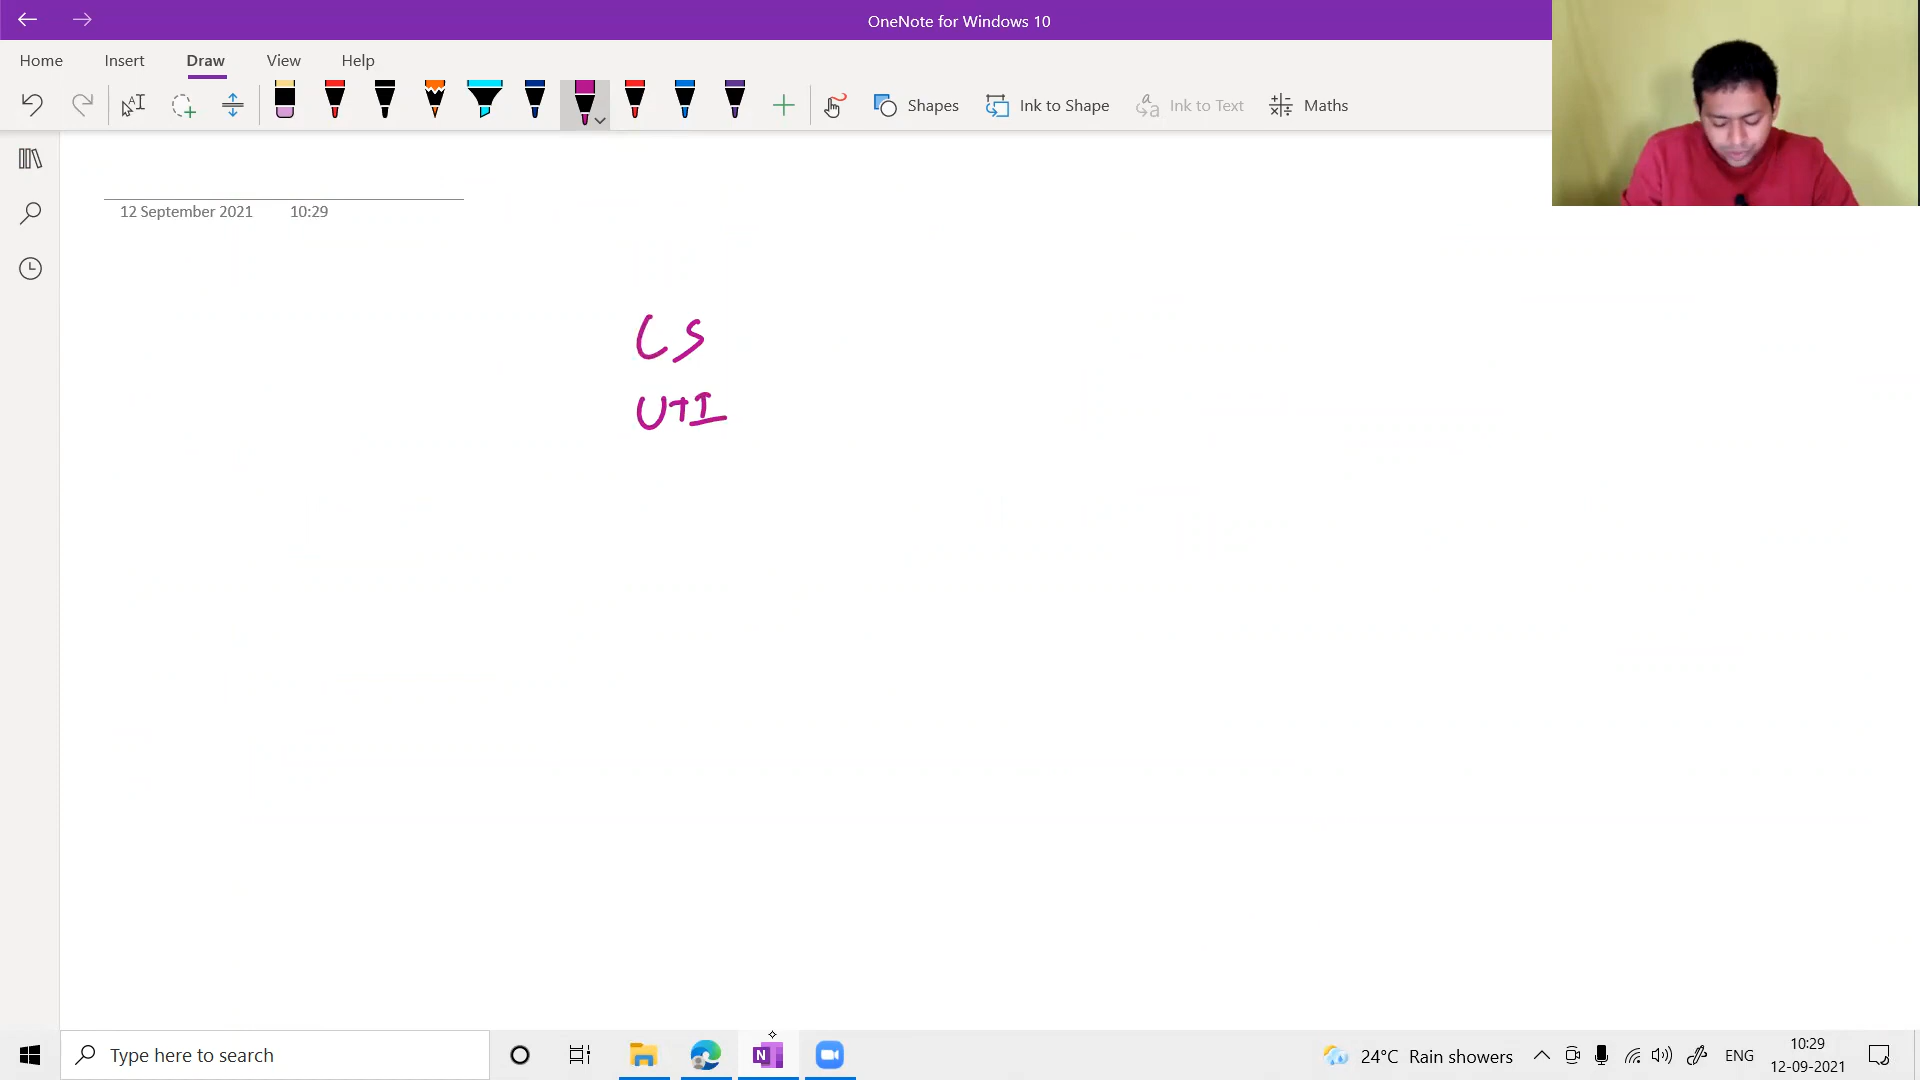 OneNote for Windows 10
Home Insert Draw View Help
Shapes Ink to Shape Ink to Text Maths
12 September 2021 10:29
CS
U+I
Type here to search
24°C Rain showers ENG 10:29
12-09-2021